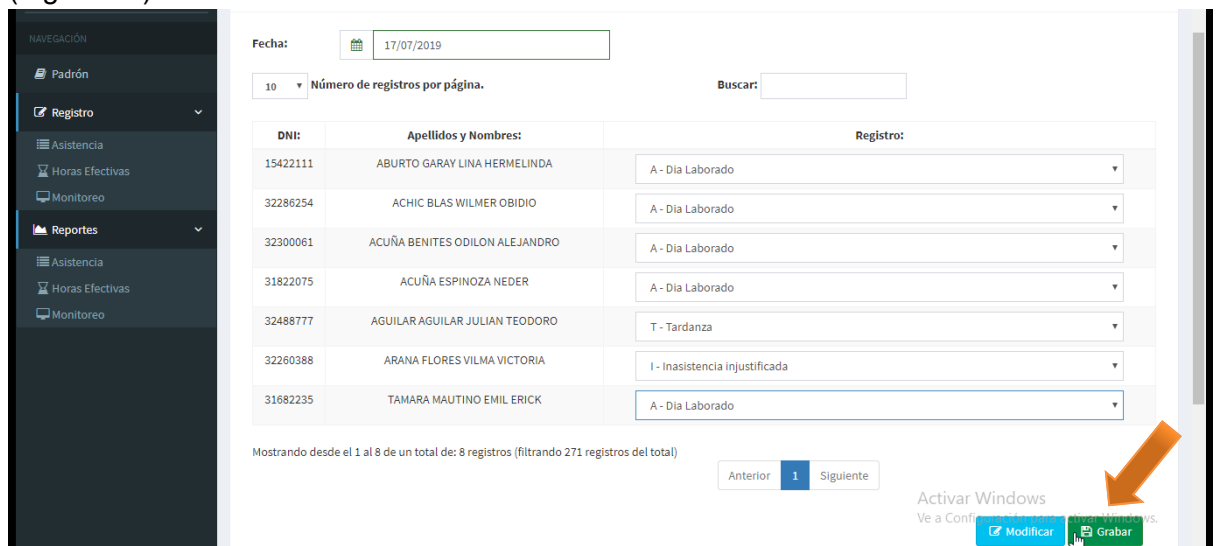 NAVEGACIÓN
Padrón
Registro
Asistencia
Horas Efectivas
Monitoreo
Reportes
Asistencia
Horas Efectivas
Monitoreo
Fecha: 17/07/2019
10 Número de registros por página. Buscar:
DNI: Apellidos y Nombres: Registro:
15422111 ABURTO GARAY LINA HERMELINDA A - Dia Laborado
32286254 ACHIC BLAS WILMER OBIDIO A - Dia Laborado
32300061 ACUÑA BENITES ODILON ALEJANDRO A - Dia Laborado
31822075 ACUÑA ESPINOZA NEDER A - Dia Laborado
32488777 AGUILAR AGUILAR JULIAN TEODORO T - Tardanza
32260388 ARANA FLORES VILMA VICTORIA I - Inasistencia injustificada
31682235 TAMARA MAUTINO EMIL ERICK A - Dia Laborado
Mostrando desde el 1 al 8 de un total de: 8 registros (filtrando 271 registros del total)
Anterior 1 Siguiente
Activar Windows
Ve a Configuración para activar Windows.
Modificar Grabar